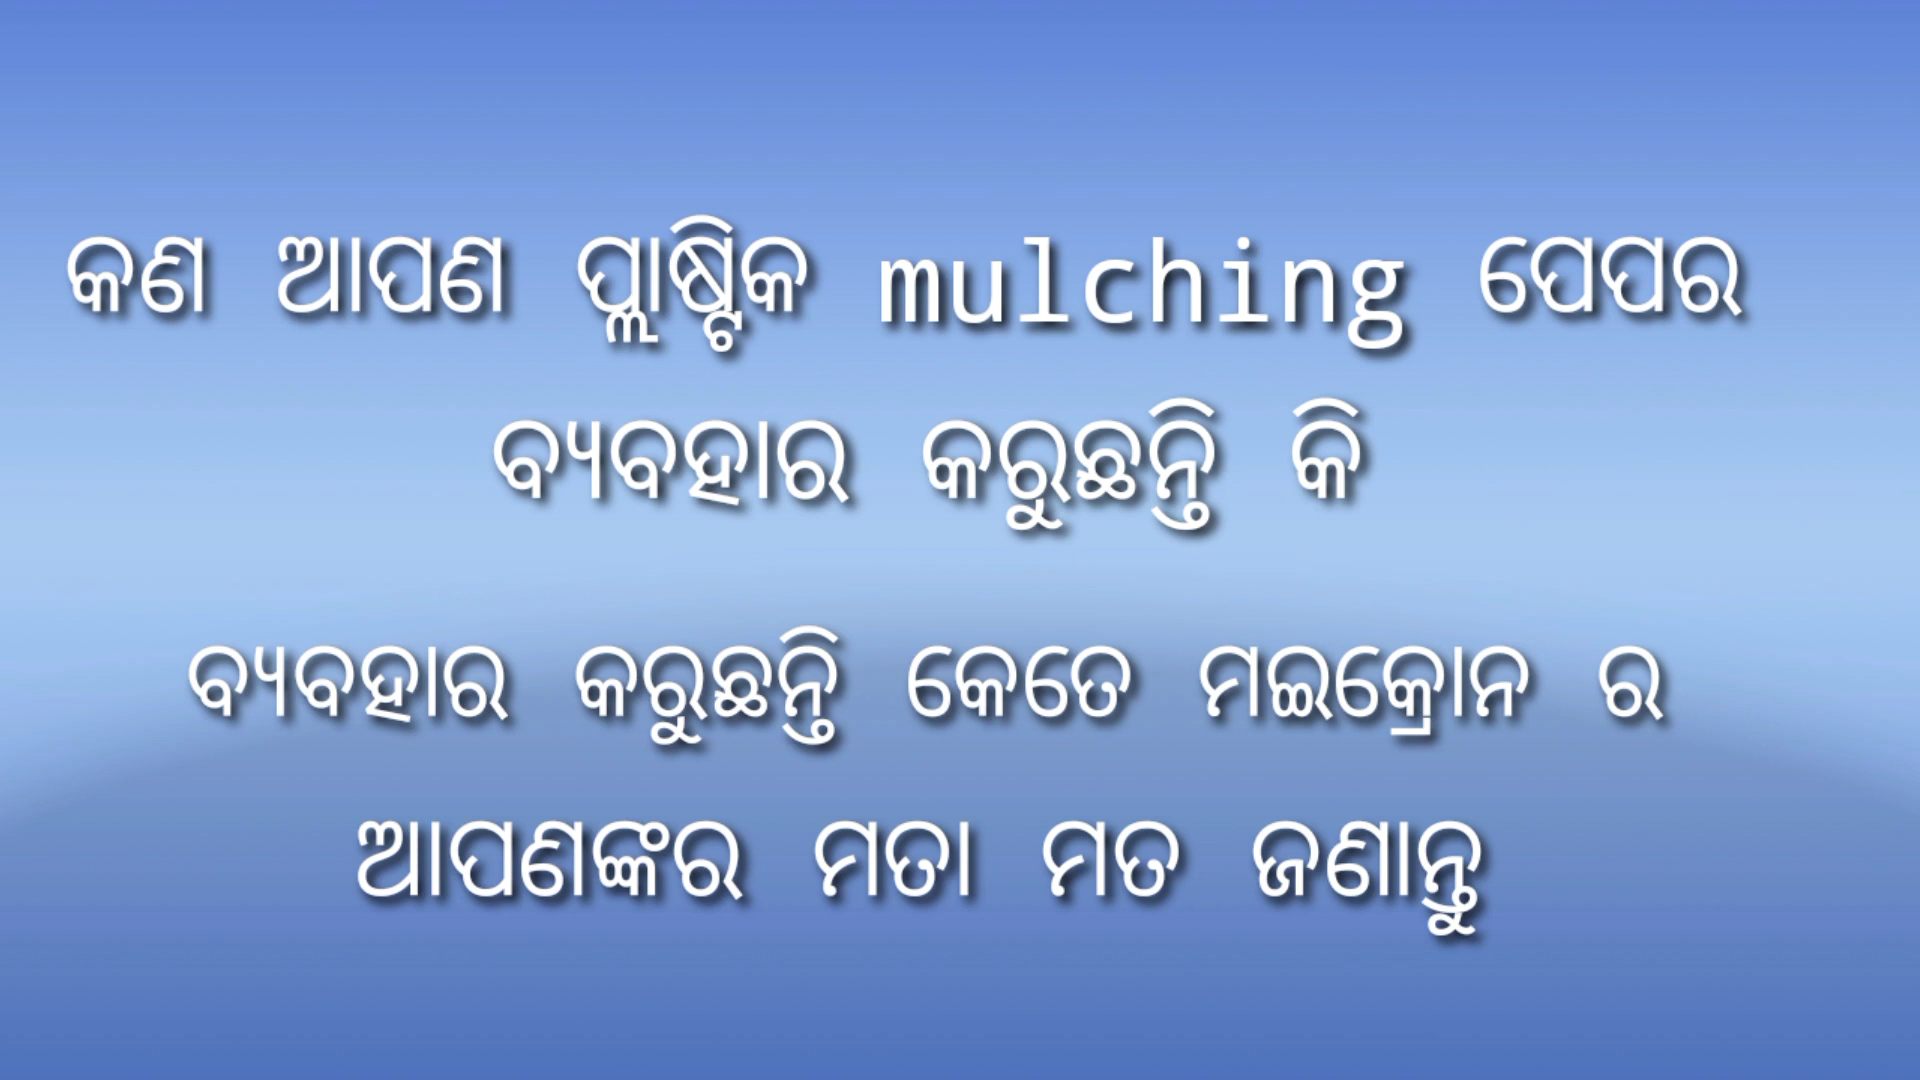 କଣ ଆପଣ ପ୍ଲାଷ୍ଟିକ mulching ପେପର
ବ୍ୟବହାର କରୁଛନ୍ତି କି
ବ୍ୟବହାର କରୁଛନ୍ତି କେତେ ମଇକ୍ରୋନ ର
ଆପଣଙ୍କର ମତା ମତ ଜଣାନ୍ତୁ